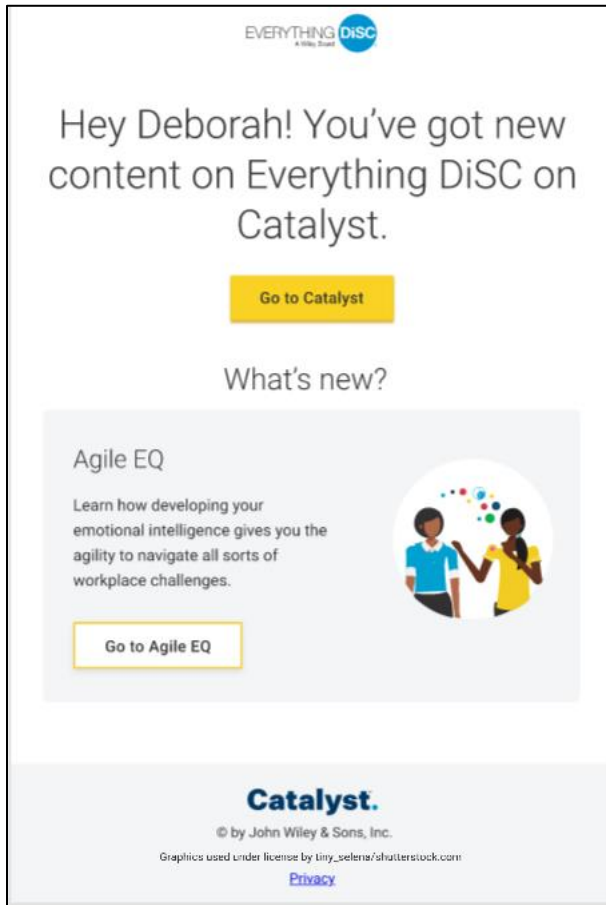 EVERYTHING DiSC
A Wiley Brand
Hey Deborah! You've got new
content on Everything DiSC on
Catalyst.
Go to Catalyst
What's new?
Agile EQ
Learn how developing your
emotional intelligence gives you the
agility to navigate all sorts of
workplace challenges.
Go to Agile EQ
Catalyst.
© by John Wiley & Sons, Inc.
Graphics used under license by tiny_selena/shutterstock.com
Privacy